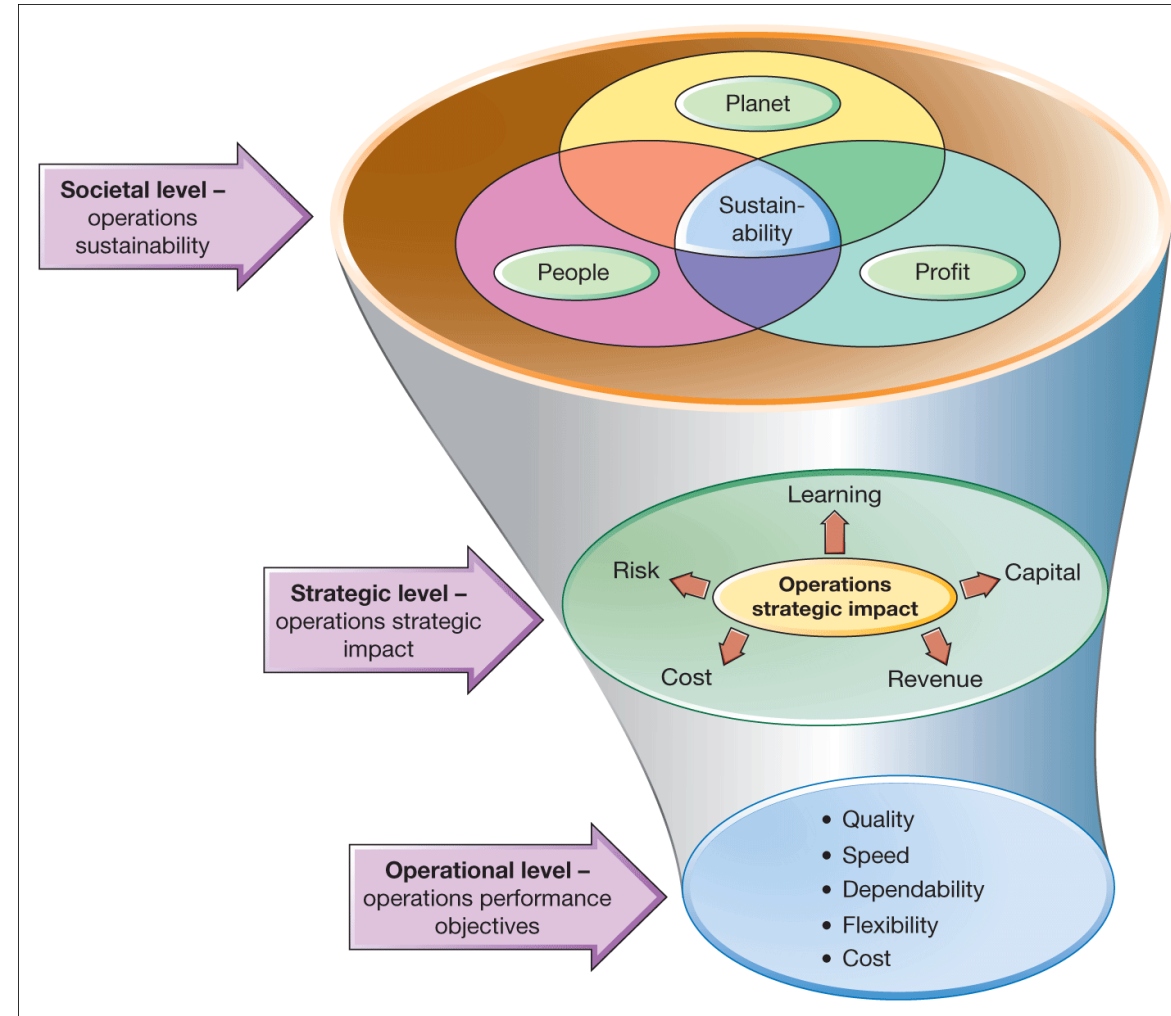 Planet
Societal level –
operations
sustainability
Sustain-
ability
People
Profit
Learning
Risk
Capital
Operations
strategic impact
Strategic level –
operations strategic
impact
Cost
Revenue
• Quality
• Speed
Operational level –
operations performance
objectives
• Dependability
• Flexibility
• Cost